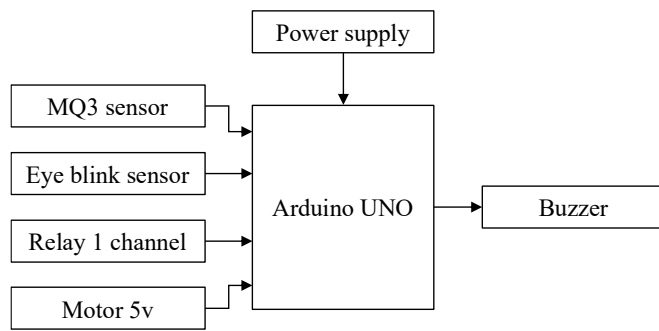 Power supply
MQ3 sensor
Eye blink sensor
Relay 1 channel
Motor 5v
Arduino UNO
Buzzer